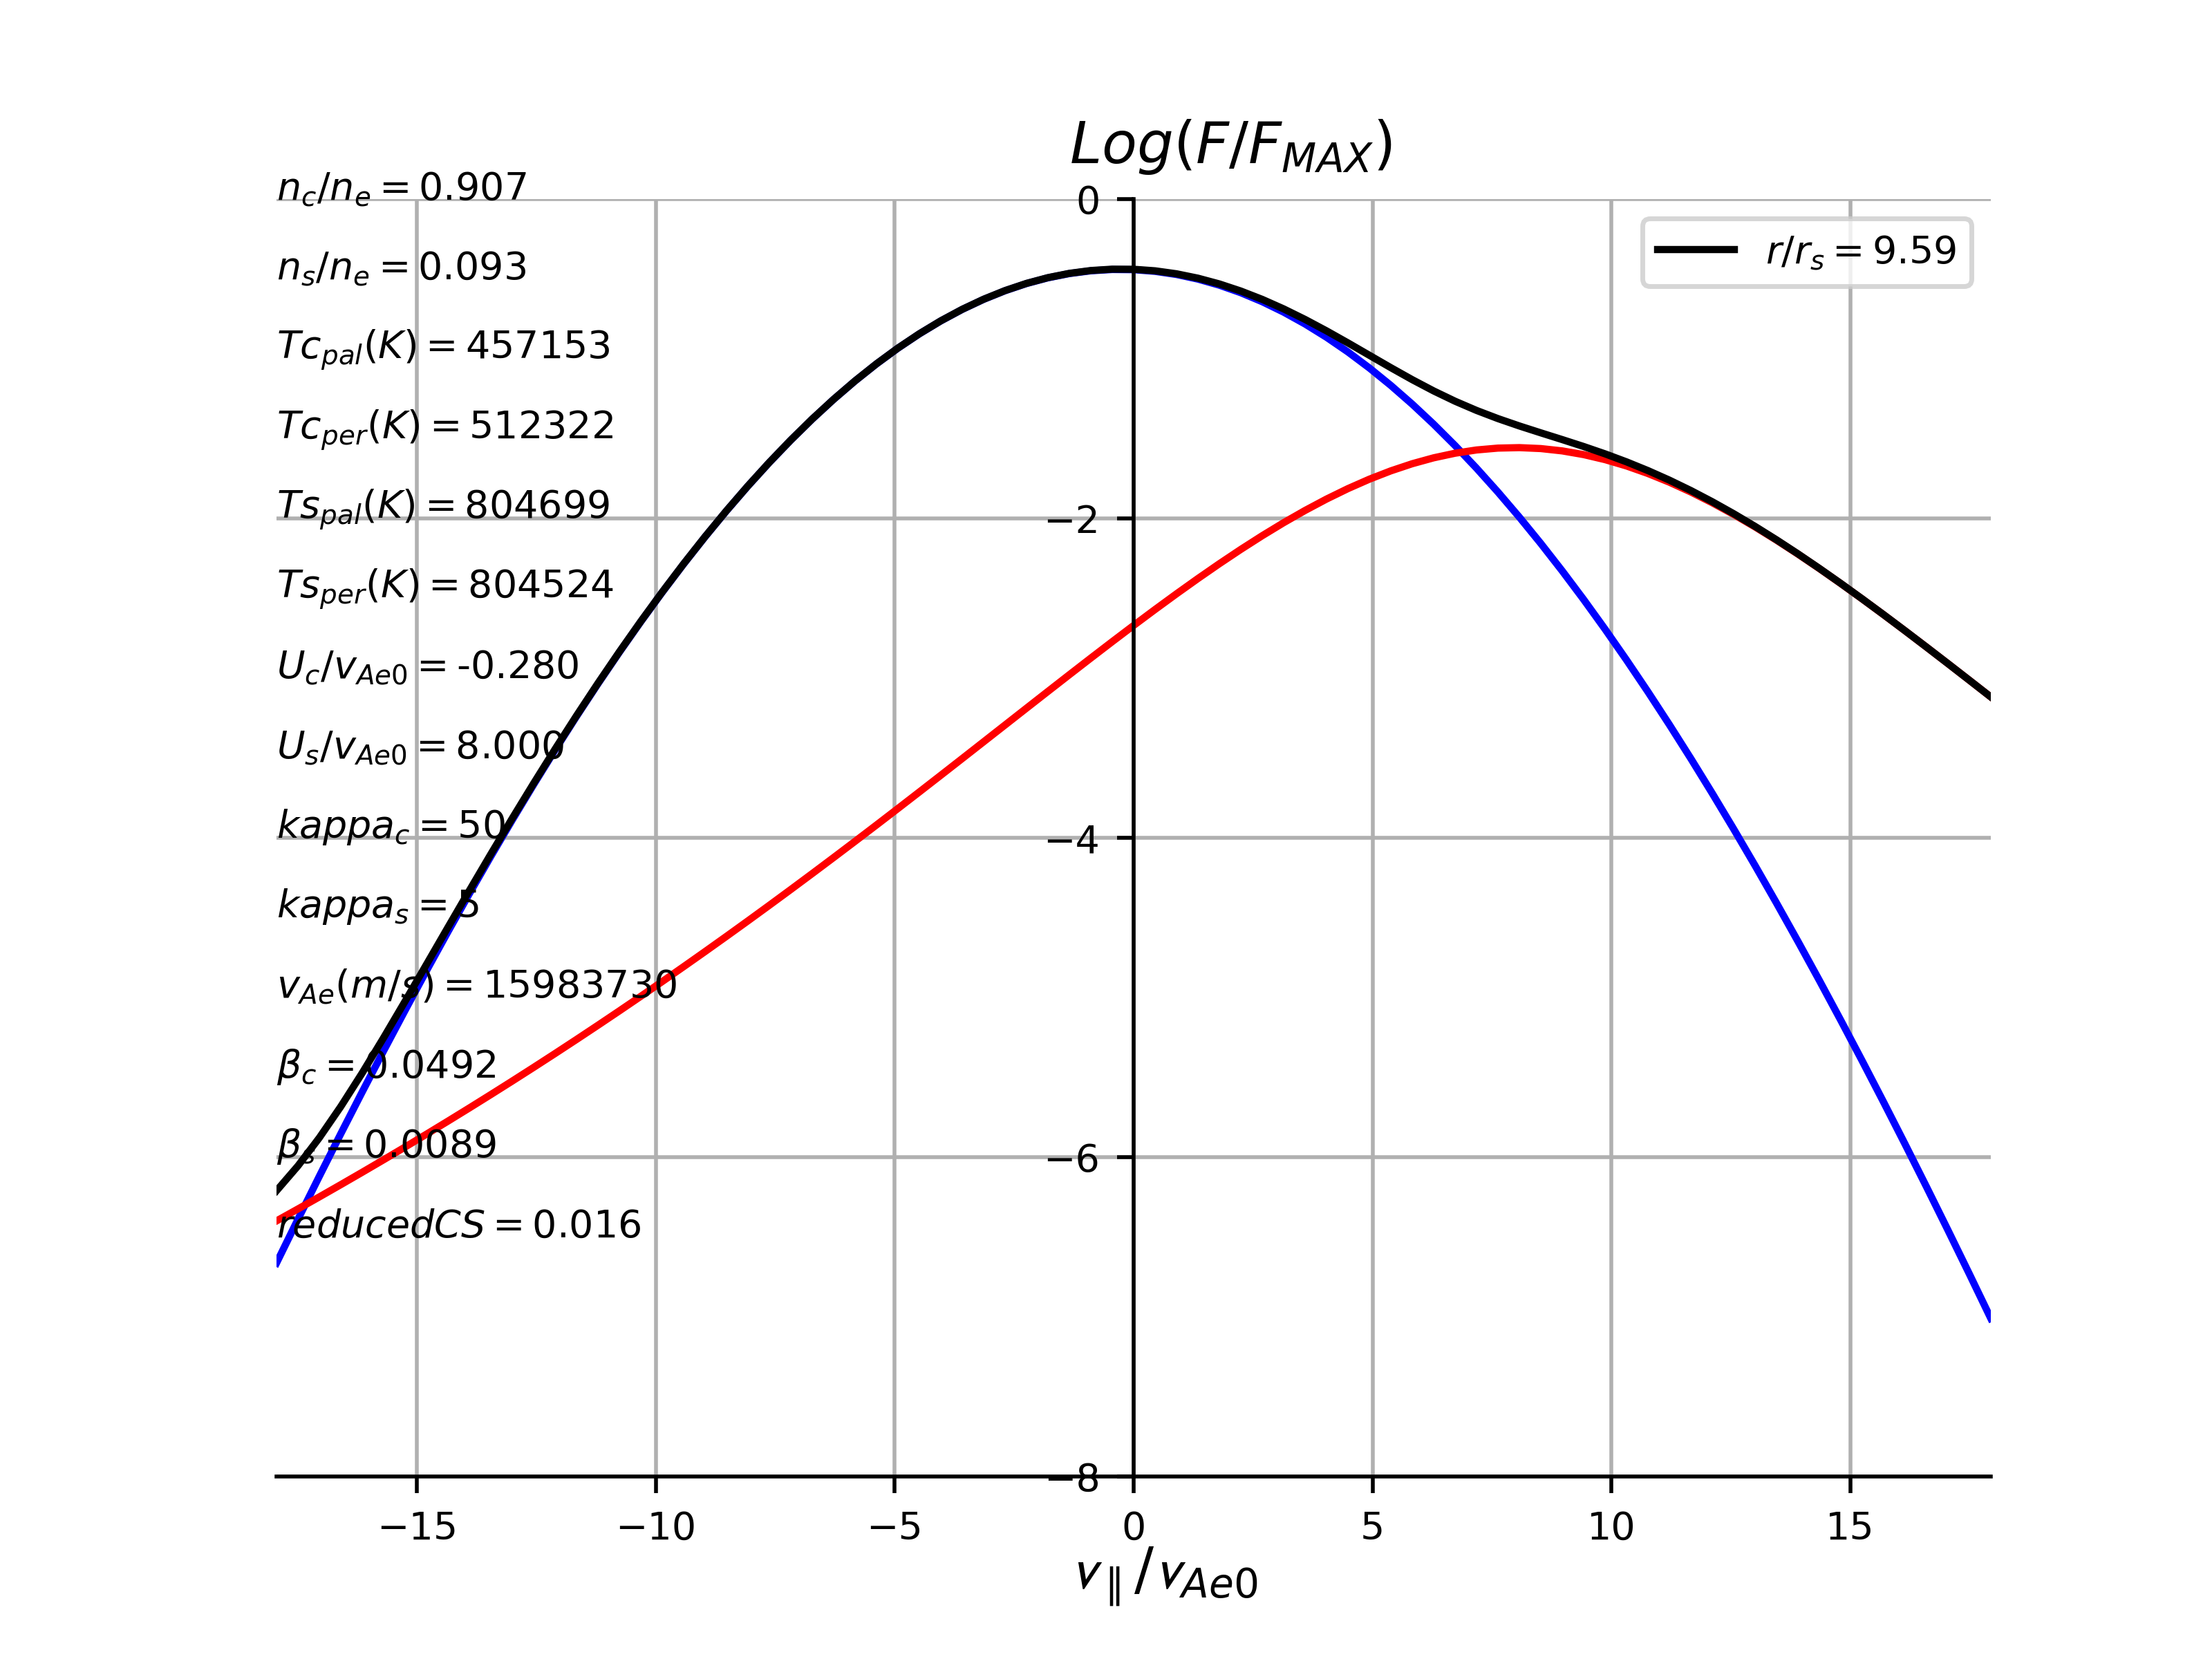 Log(F/F_MAX)
n_c/n_e = 0.907
n_s/n_e = 0.093
Tc_pal(K) = 457153
Tc_per(K) = 512322
Ts_pal(K) = 804699
Ts_per(K) = 804524
U_c/v_Ae0 = -0.280
U_s/v_Ae0 = 8.000
kappa_c = 50
kappa_s = 5
v_Ae(m/s) = 15983730
β_c = 0.0492
β_s = 0.0089
reducedCS = 0.016
r/r_s = 9.59
0
−2
−4
−6
−8
−15 −10 −5 0 5 10 15
v_∥/v_Ae0